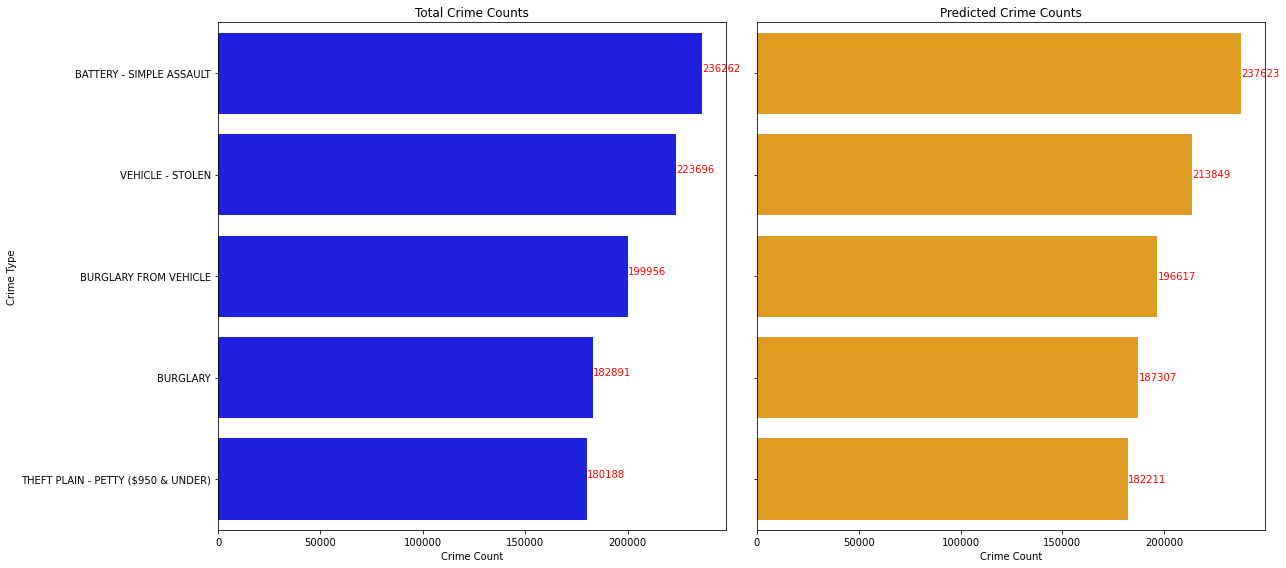 Total Crime Counts
Predicted Crime Counts
Crime Type
BATTERY - SIMPLE ASSAULT
236262
237623
VEHICLE - STOLEN
223696
213849
BURGLARY FROM VEHICLE
199956
196617
BURGLARY
182891
187307
THEFT PLAIN - PETTY ($950 & UNDER)
180188
182211
0
50000
100000
150000
200000
0
50000
100000
150000
200000
Crime Count
Crime Count